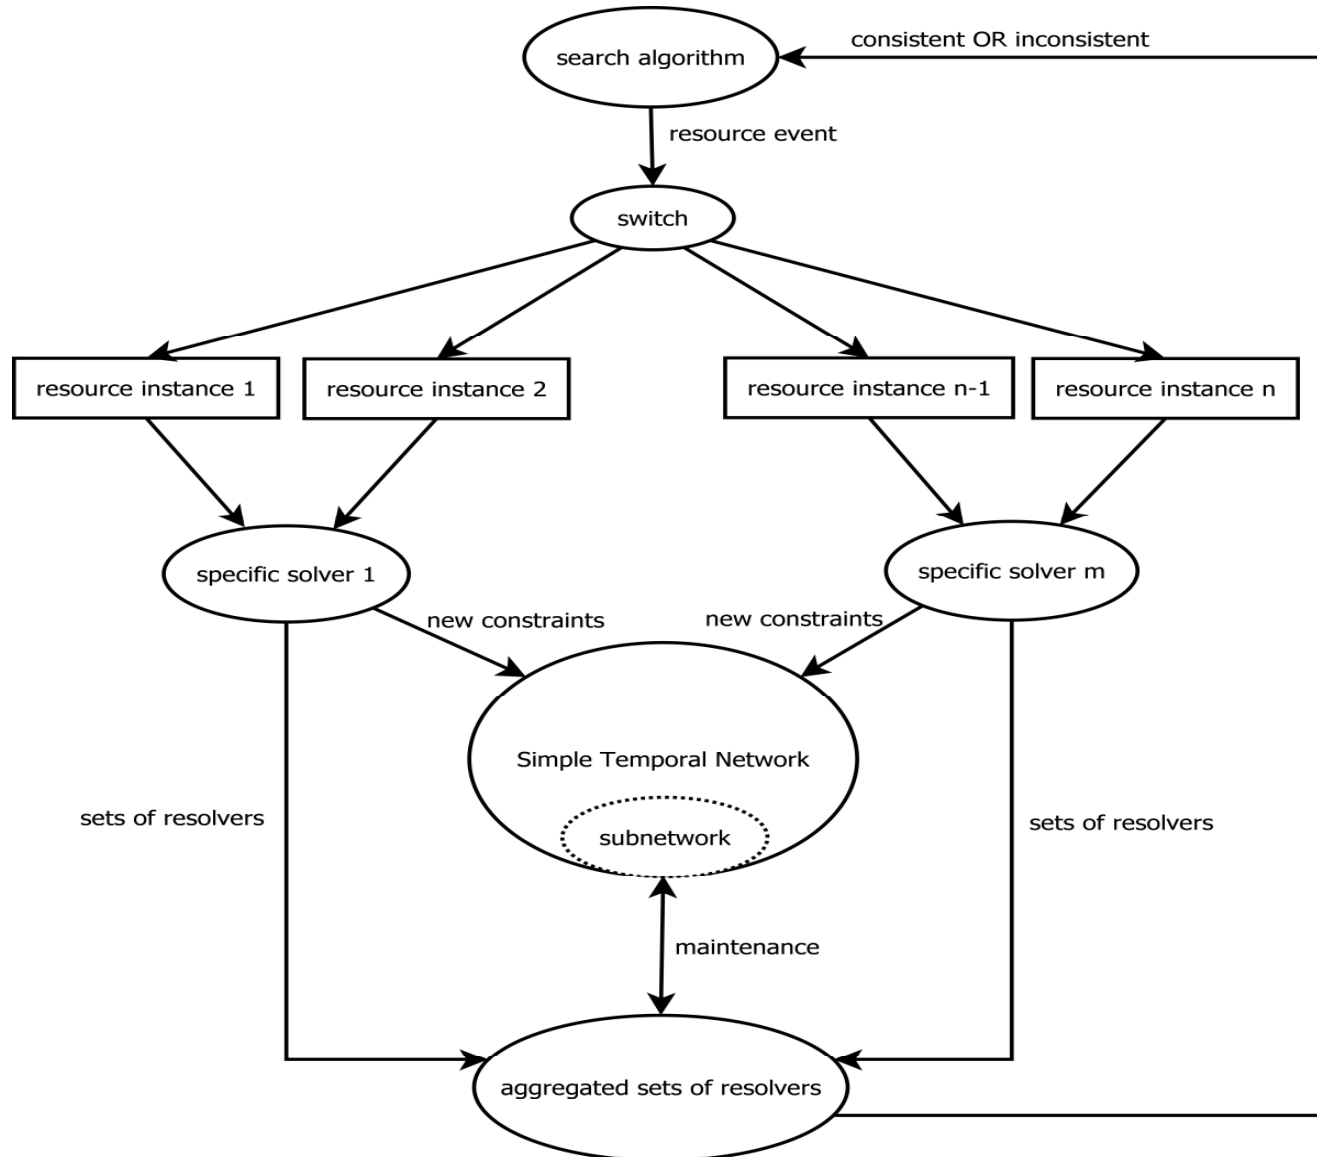 consistent OR inconsistent
search algorithm
resource event
switch
resource instance 1
resource instance 2
resource instance n-1
resource instance n
specific solver 1
specific solver m
new constraints
new constraints
Simple Temporal Network
sets of resolvers
subnetwork
sets of resolvers
maintenance
aggregated sets of resolvers